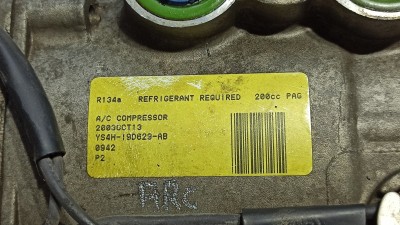 R134a REFRIGERANT REQUIRED 200cc PAG
A/C COMPRESSOR
2003OCT13
YS4H-19D629-AB
0942
P2